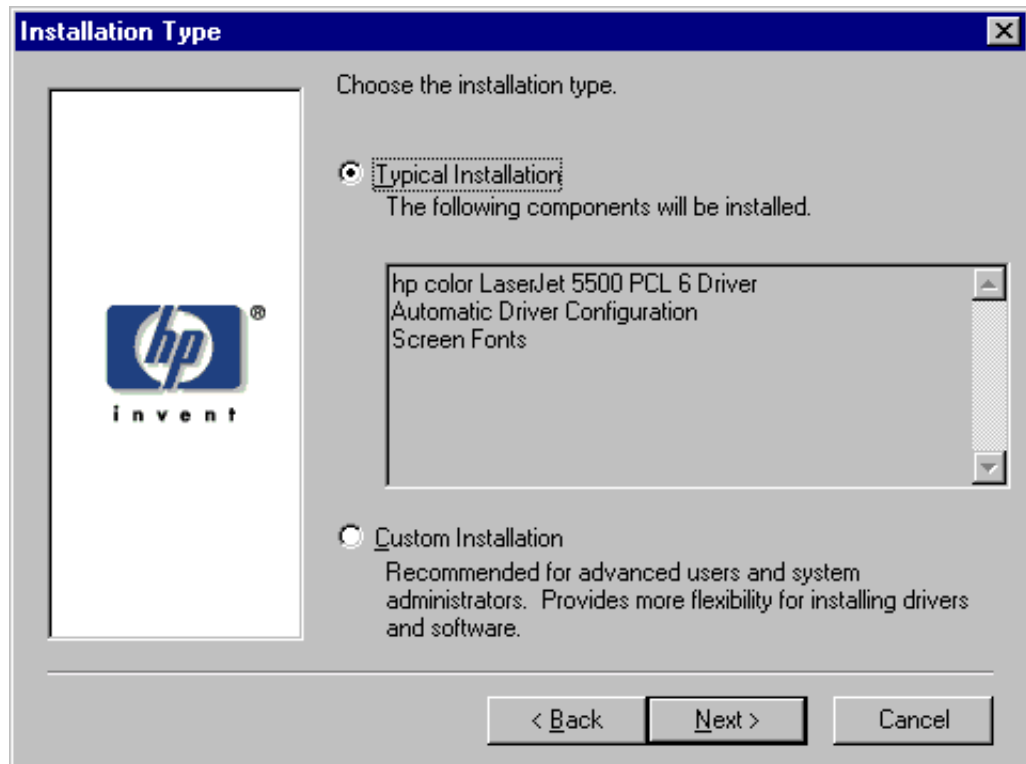 Installation Type
Choose the installation type.
Typical Installation
The following components will be installed.
hp color LaserJet 5500 PCL 6 Driver
Automatic Driver Configuration
Screen Fonts
hp ®
invent
Custom Installation
Recommended for advanced users and system
administrators. Provides more flexibility for installing drivers
and software.
< Back
Next >
Cancel